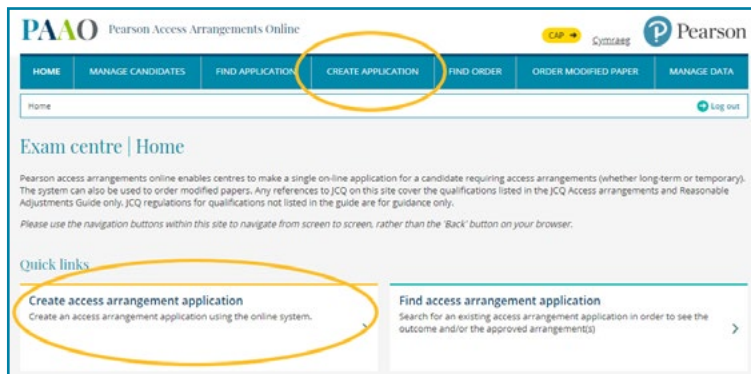 PAAO Pearson Access Arrangements Online
CAP Cymraeg Pearson
HOME MANAGE CANDIDATES FIND APPLICATION CREATE APPLICATION FIND ORDER ORDER MODIFIED PAPER MANAGE DATA
Home Log out
Exam centre | Home
Pearson access arrangements online enables centres to make a single on-line application for a candidate requiring access arrangements (whether long-term or temporary).
The system can also be used to order modified papers. Any references to JCQ on this site cover the qualifications listed in the JCQ Access arrangements and Reasonable
Adjustments Guide only. JCQ regulations for qualifications not listed in the guide are for guidance only.
Please use the navigation buttons within this site to navigate from screen to screen, rather than the 'Back' button on your browser.
Quick links
Create access arrangement application
Create an access arrangement application using the online system.
Find access arrangement application
Search for an existing access arrangement application in order to see the
outcome and/or the approved arrangement(s)